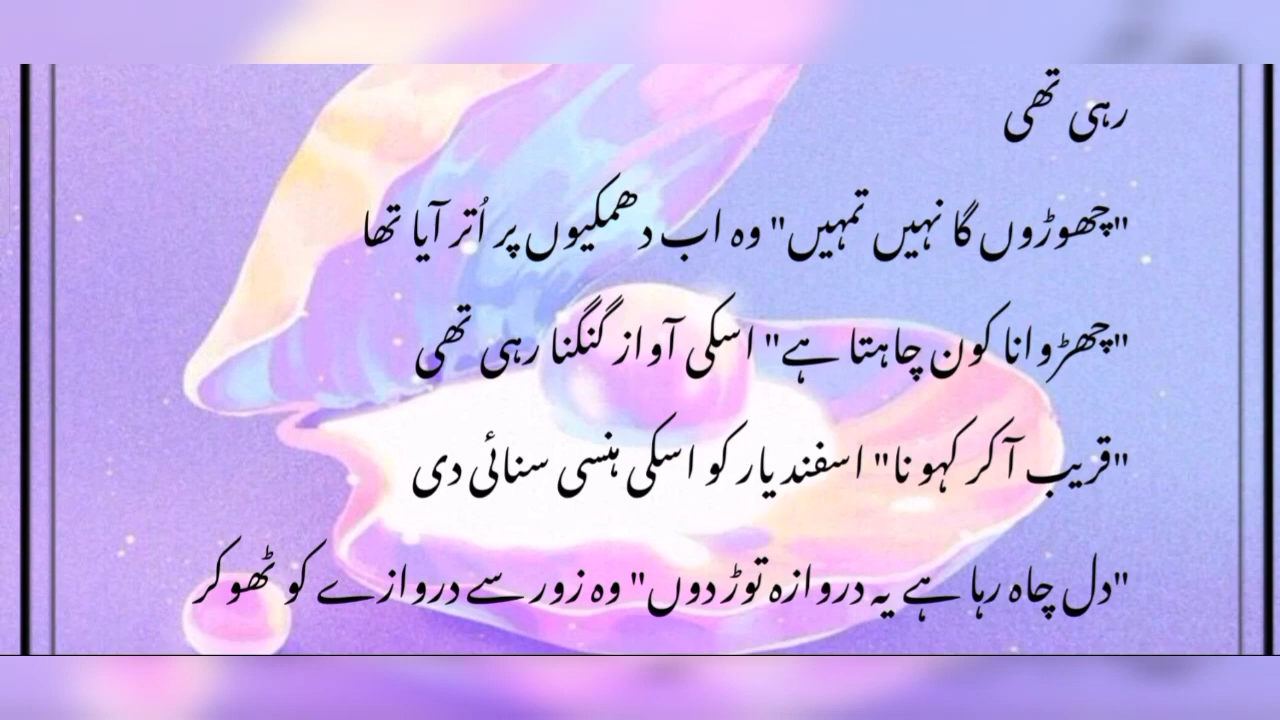 رہی تھی
"چھوڑوں گا نہیں تمہیں" وہ اب دھمکیوں پر اُتر آیا تھا
"چھڑوانا کون چاہتا ہے" اسکی آواز گنگنا رہی تھی
"قریب آ کر کہو نا" اسفندیار کو اسکی ہنسی سنائی دی
"دل چاہ رہا ہے یہ دروازہ توڑ دوں" وہ زور سے دروازے کو ٹھوکر